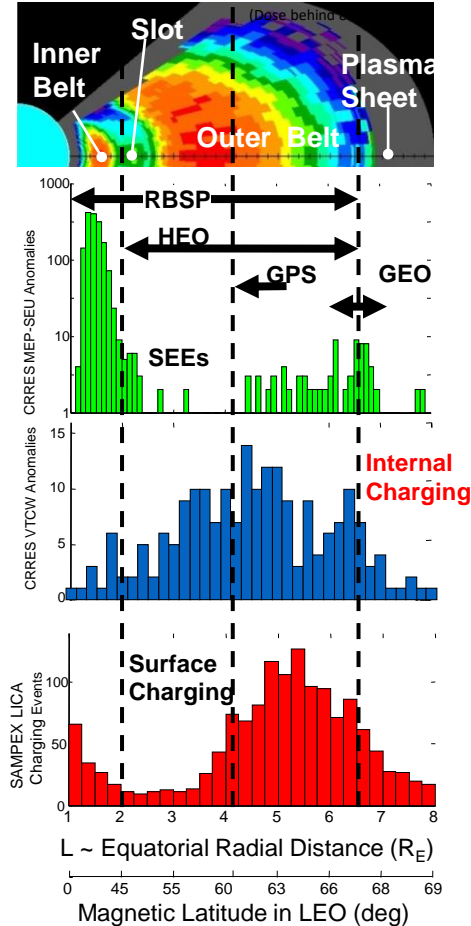 (Dose behind
Slot
Inner
Belt
Plasma
Sheet
Outer Belt
1000
100
10
1
CRRES MEP-SEU Anomalies
RBSP
HEO
GPS
GEO
SEEs
15
10
5
0
CRRES VTCW Anomalies
Internal
Charging
100
50
0
SAMPEX LICA
Charging Events
Surface
Charging
1 2 3 4 5 6 7 8
L ~ Equatorial Radial Distance (R_E)
0 45 55 60 63 66 68 69
Magnetic Latitude in LEO (deg)